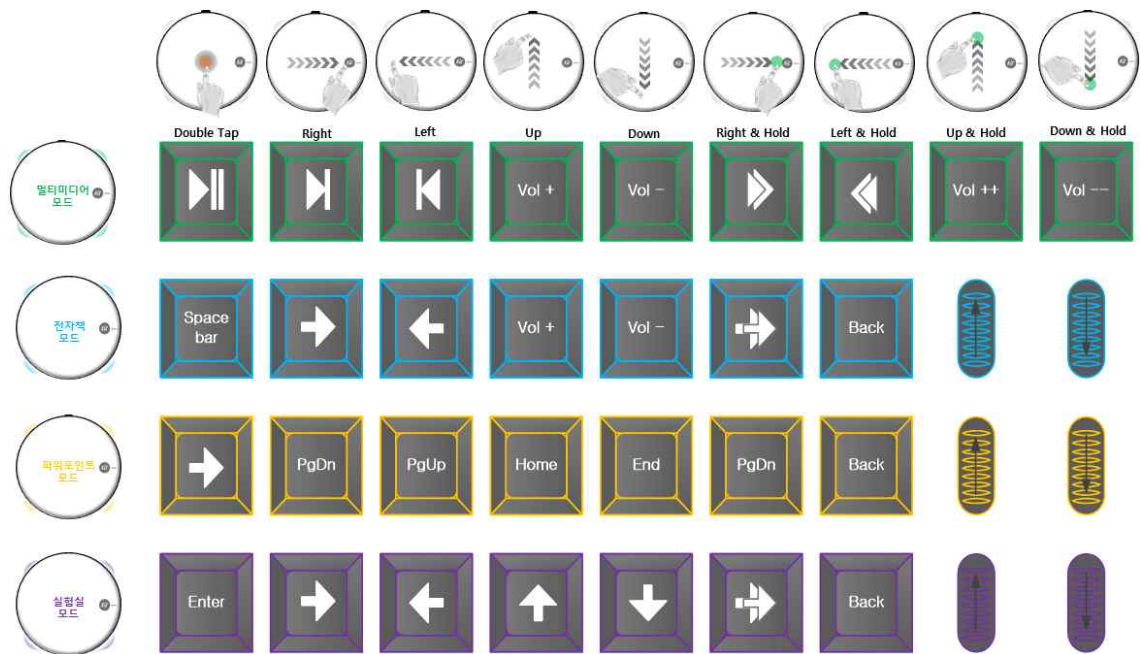 Double Tap
Right
Left
Up
Down
Right & Hold
Left & Hold
Up & Hold
Down & Hold
멀티미디어
모드
Vol +
Vol -
Vol ++
Vol --
전자책
모드
Space
bar
Vol +
Vol -
Back
파워포인트
모드
PgDn
PgUp
Home
End
PgDn
Back
실험실
모드
Enter
Back